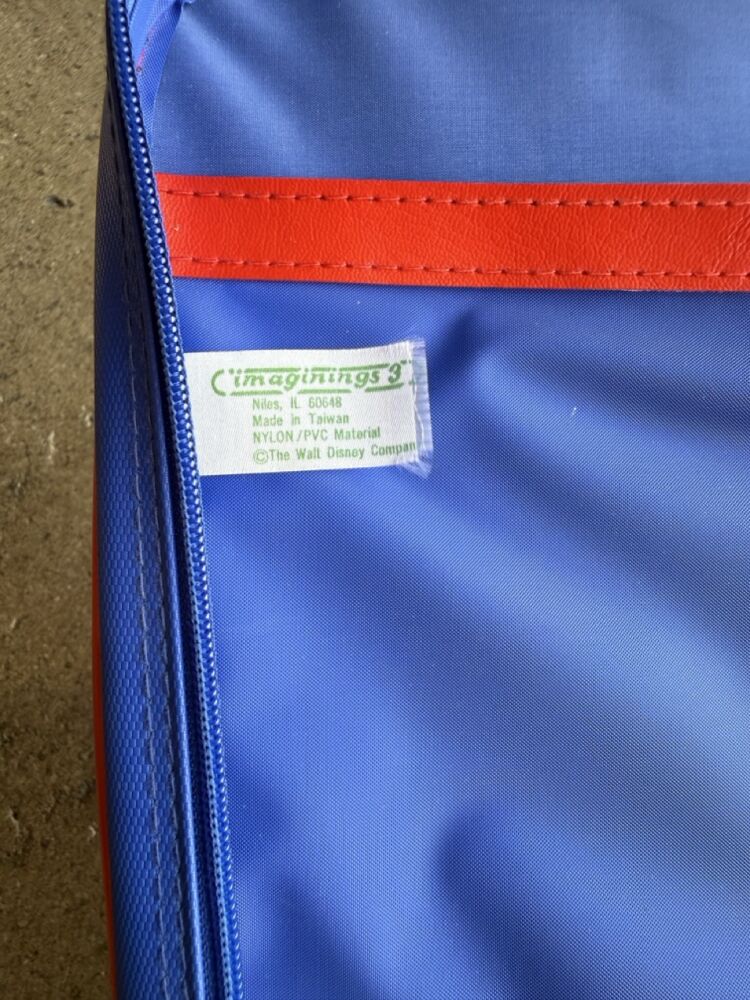 imaginings 3
Niles, IL 60648
Made in Taiwan
NYLON/PVC Material
©The Walt Disney Compan